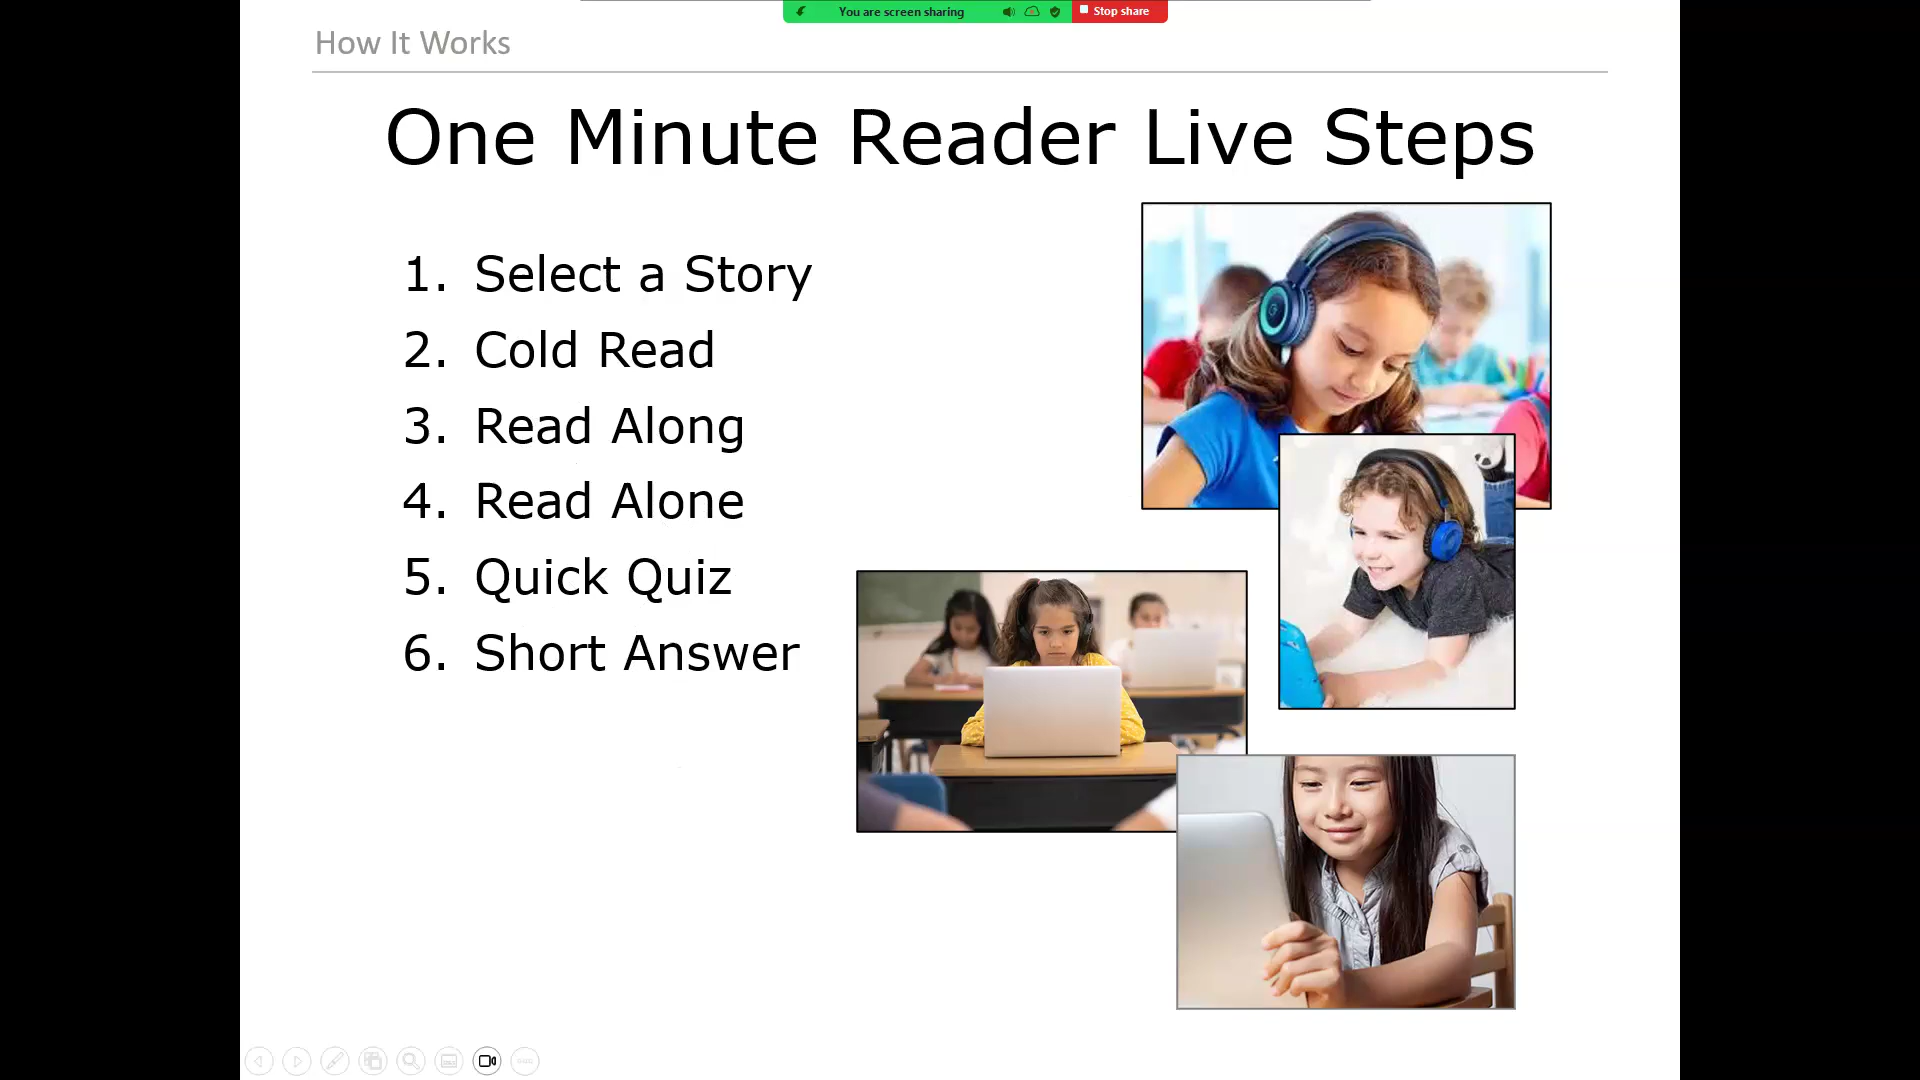 You are screen sharing
Stop share
How It Works
One Minute Reader Live Steps
1. Select a Story
2. Cold Read
3. Read Along
4. Read Alone
5. Quick Quiz
6. Short Answer